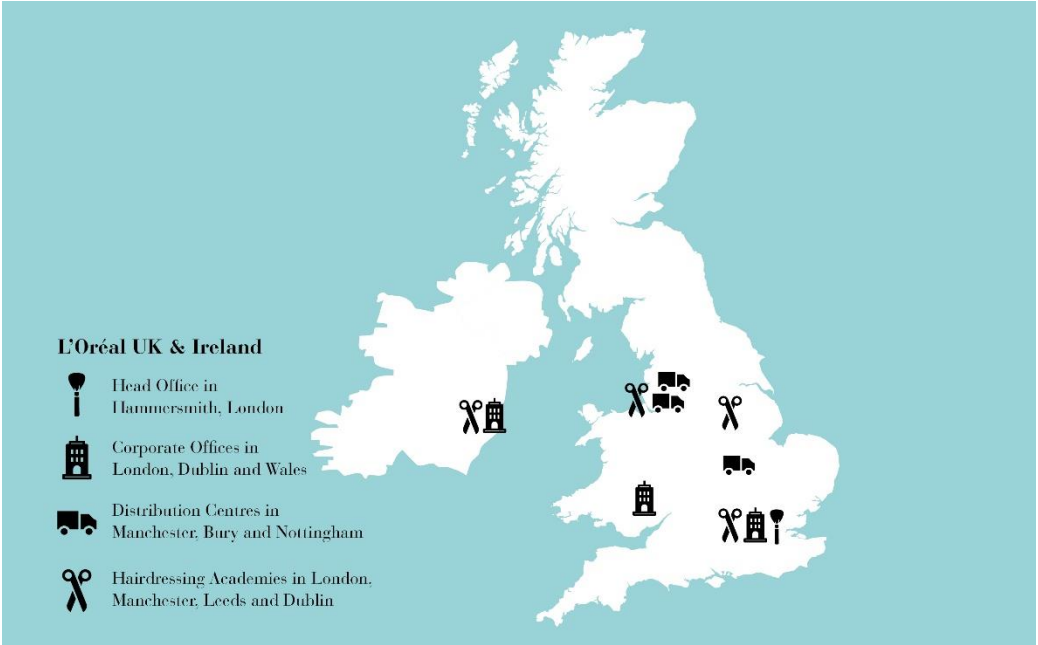 L'Oréal UK & Ireland
Head Office in
Hammersmith, London
Corporate Offices in
London, Dublin and Wales
Distribution Centres in
Manchester, Bury and Nottingham
Hairdressing Academies in London,
Manchester, Leeds and Dublin